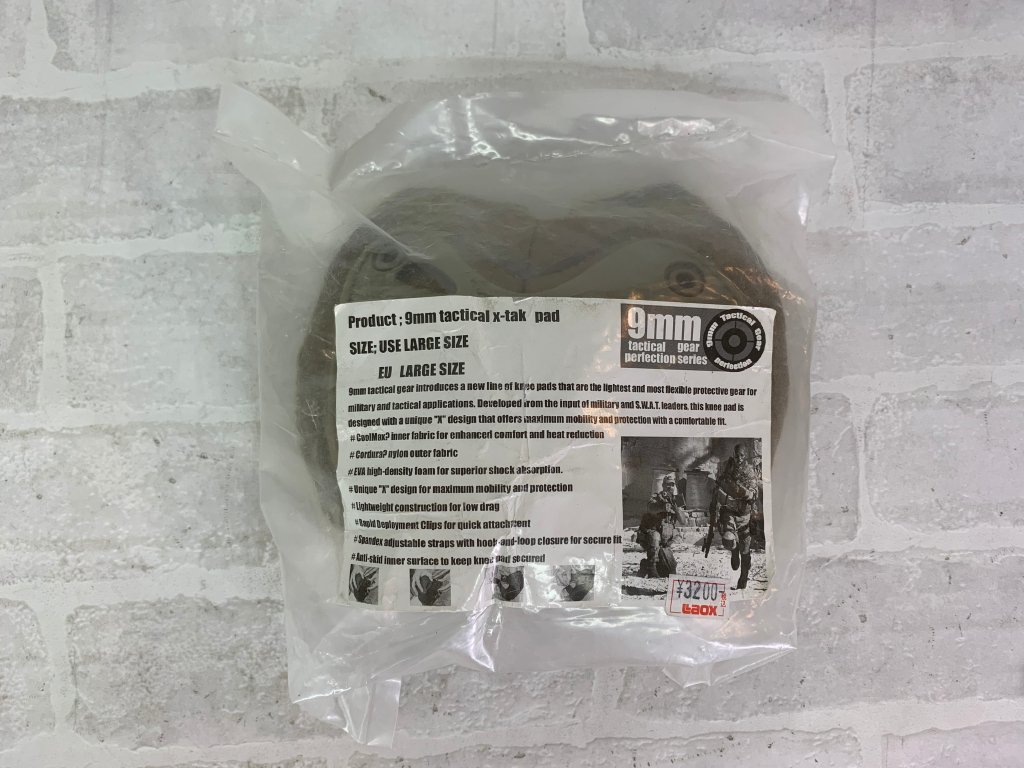 Product ; 9mm tactical x-tak pad
SIZE; USE LARGE SIZE
EU LARGE SIZE
9mm
tactical gear
perfection series
9mm Tactical Gear
perfection
9mm tactical gear introduces a new line of knee pads that are the lightest and most flexible protective gear for
military and tactical applications. Developed from the input of military and S.W.A.T. leaders, this knee pad is
designed with a unique "X" design that offers maximum mobility and protection with a comfortable fit.
# CoolMax? inner fabric for enhanced comfort and heat reduction
# Cordura? nylon outer fabric
# EVA high-density foam for superior shock absorption.
# Unique "X" design for maximum mobility and protection
# Lightweight construction for low drag
# Rapid Deployment Clips for quick attachment
# Spandex adjustable straps with hook-and-loop closure for secure fit
# Anti-skid inner surface to keep knee pad secured
¥3200-
Laox